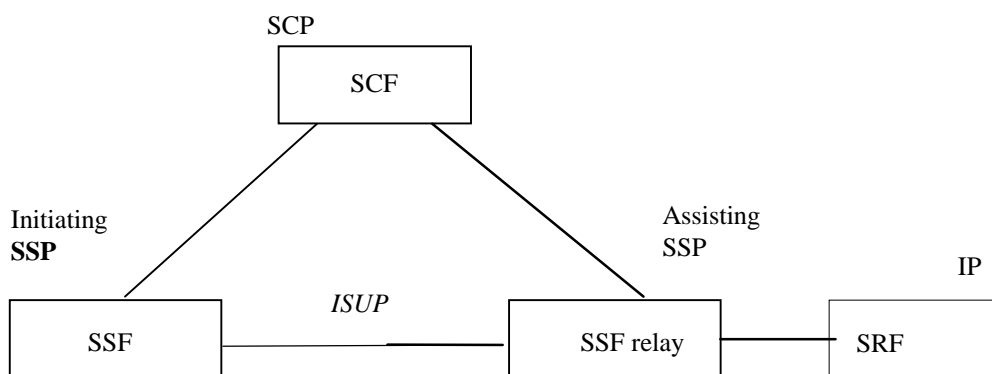 SCP
SCF
Initiating
SSP
Assisting
SSP
IP
ISUP
SSF
SSF relay
SRF